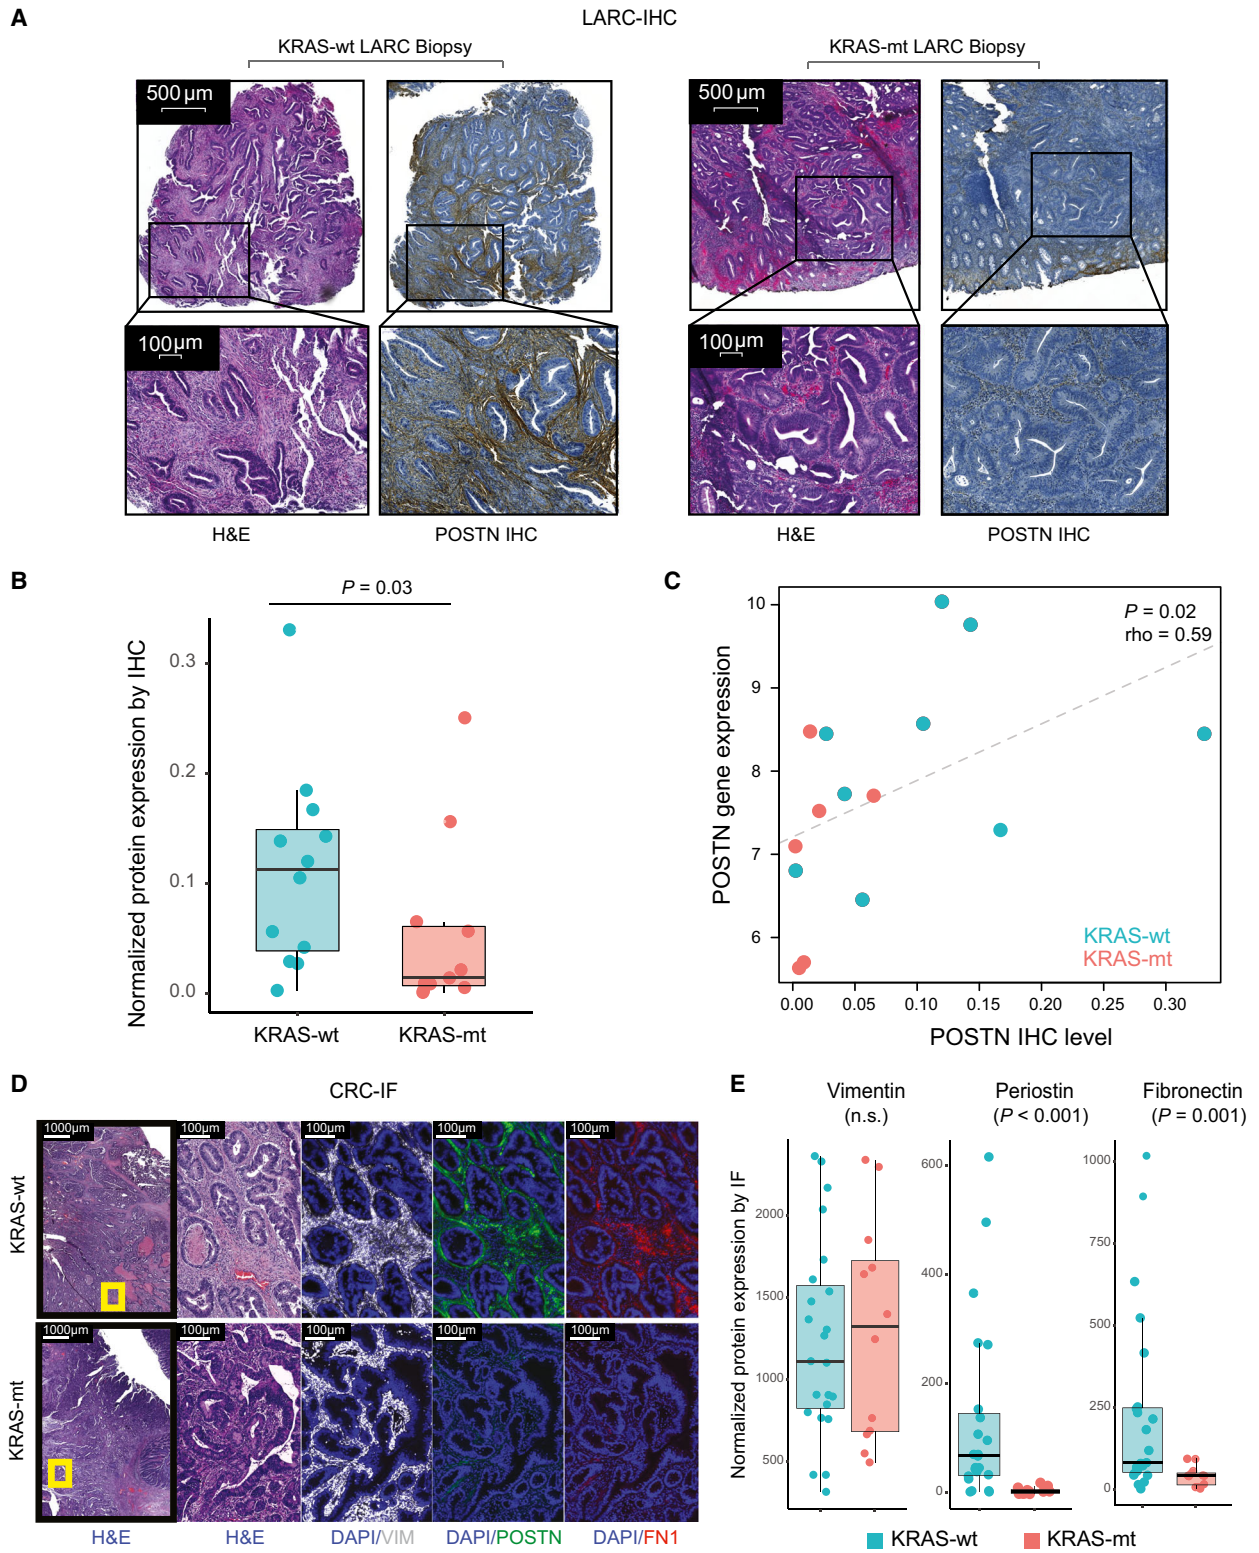 A
LARC-IHC
KRAS-wt LARC Biopsy
KRAS-mt LARC Biopsy
500 µm
500 µm
100 µm
100 µm
H&E
POSTN IHC
H&E
POSTN IHC
B
P = 0.03
Normalized protein expression by IHC
0.3
0.2
0.1
0.0
KRAS-wt
KRAS-mt
C
P = 0.02
rho = 0.59
POSTN gene expression
10
9
8
7
6
KRAS-wt
KRAS-mt
0.00 0.05 0.10 0.15 0.20 0.25 0.30
POSTN IHC level
D
CRC-IF
KRAS-wt
1000µm
100µm
100µm
100µm
100µm
KRAS-mt
1000µm
100µm
100µm
100µm
100µm
H&E
H&E
DAPI/VIM
DAPI/POSTN
DAPI/FN1
E
Vimentin
(n.s.)
Periostin
(P < 0.001)
Fibronectin
(P = 0.001)
Normalized protein expression by IF
2000
1500
1000
500
600
400
200
0
1000
750
500
250
0
KRAS-wt
KRAS-mt